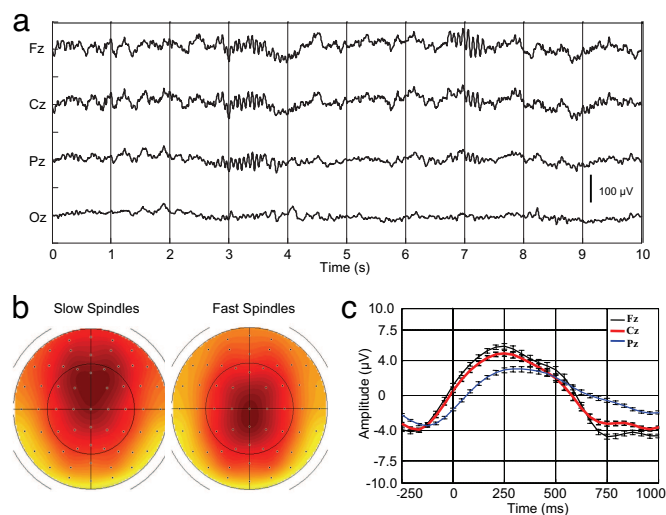 a
Fz
Cz
Pz
Oz
100 µV
0 1 2 3 4 5 6 7 8 9 10
Time (s)
b
Slow Spindles Fast Spindles
c
Amplitude (µV)
10.0
7.5
4.0
0
-4.0
-7.5
-10.0
Fz
Cz
Pz
-250 0 250 500 750 1000
Time (ms)